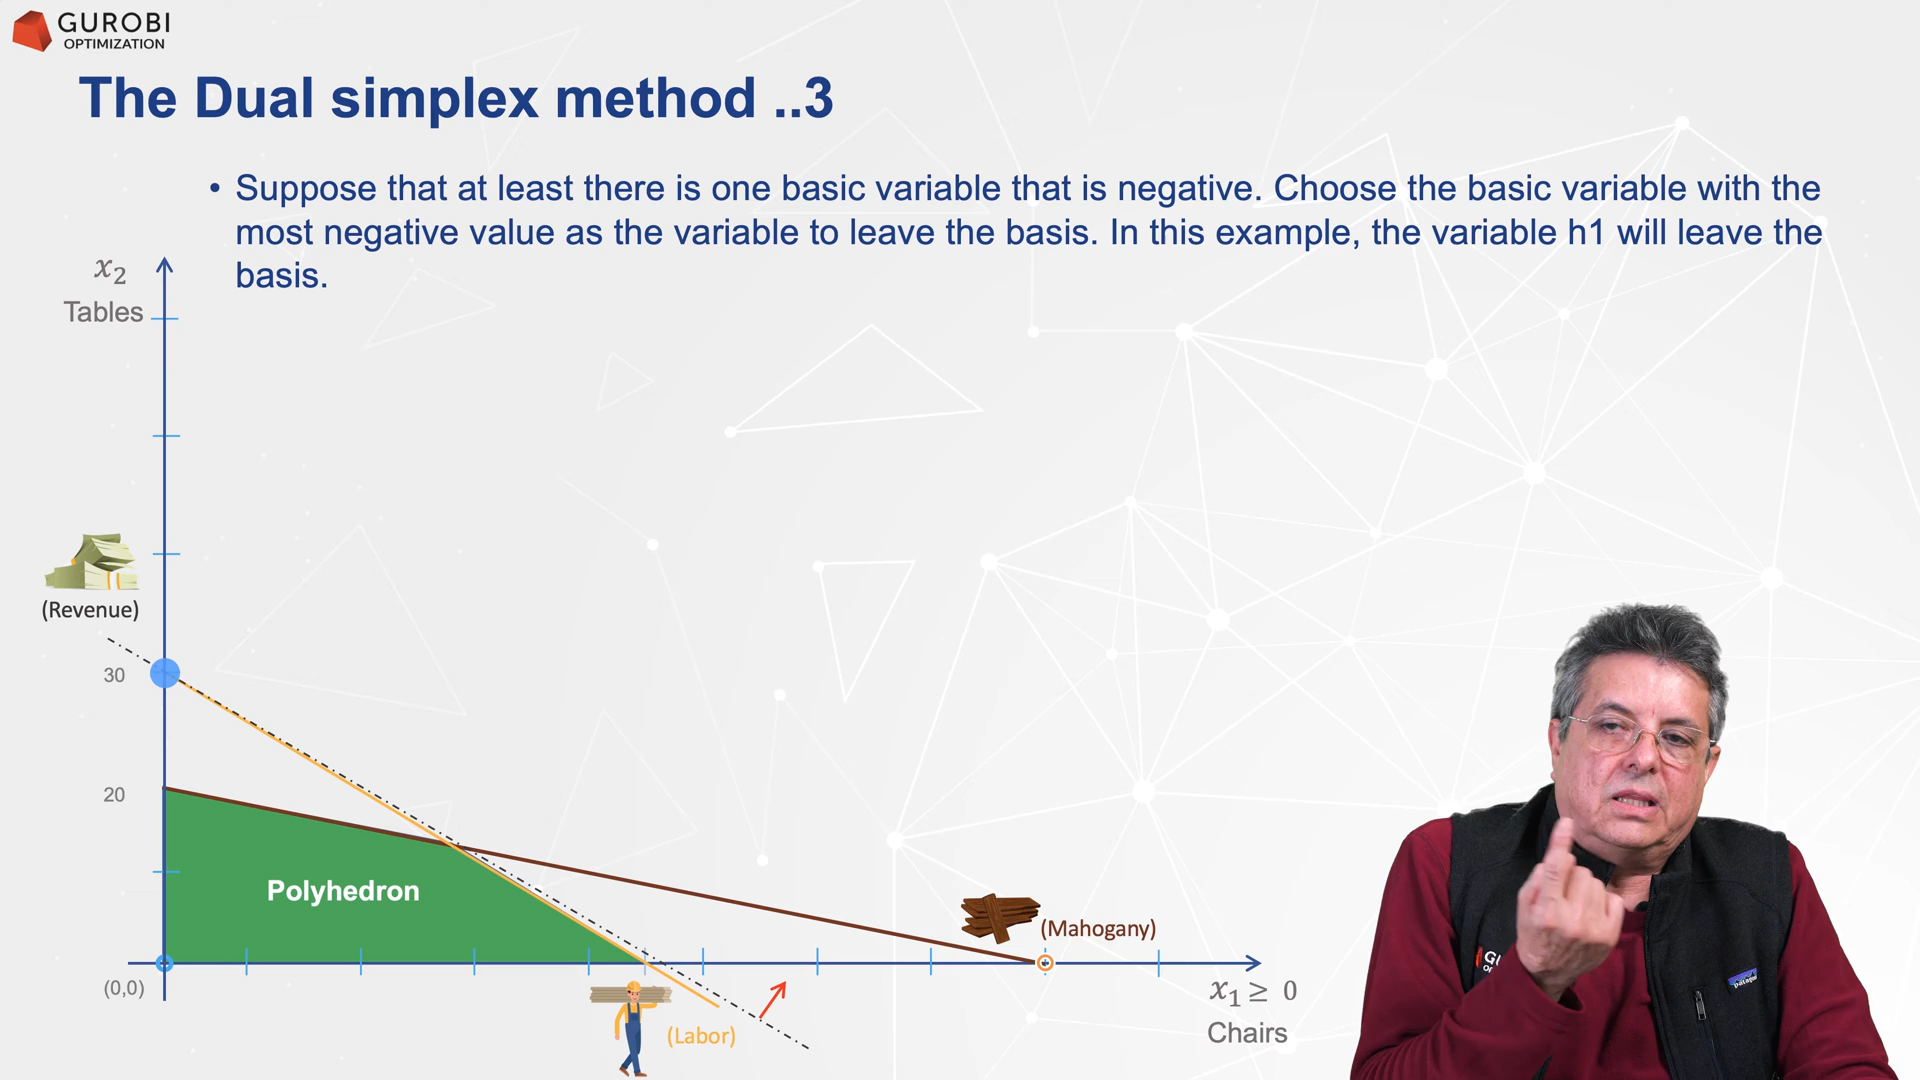 GUROBI
OPTIMIZATION
The Dual simplex method ..3
• Suppose that at least there is one basic variable that is negative. Choose the basic variable with the
most negative value as the variable to leave the basis. In this example, the variable h1 will leave the
basis.
x₂
Tables
(Revenue)
30
20
Polyhedron
(Mahogany)
(0,0)
x₁ ≥ 0
Chairs
(Labor)
patagonia